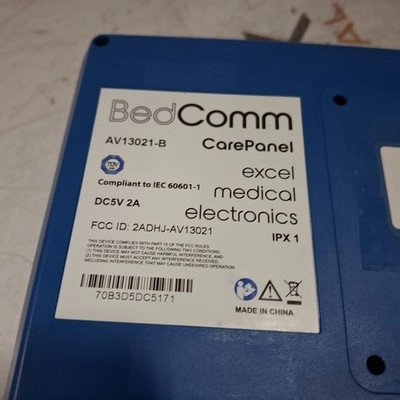 BedComm
AV13021-B
CarePanel
excel
medical
electronics
Compliant to IEC 60601-1
DC5V 2A
FCC ID: 2ADHJ-AV13021
IPX 1
THIS DEVICE COMPLIES WITH PART 15 OF THE FCC RULES.
OPERATION IS SUBJECT TO THE FOLLOWING TWO CONDITIONS.
(1) THIS DEVICE MAY NOT CAUSE HARMFUL INTERFERENCE, AND
(2) THIS DEVICE MUST ACCEPT ANY INTERFERENCE RECEIVED,
INCLUDING INTERFERENCE THAT MAY CAUSE UNDESIRED OPERATION.
70B3D5DC5171
MADE IN CHINA